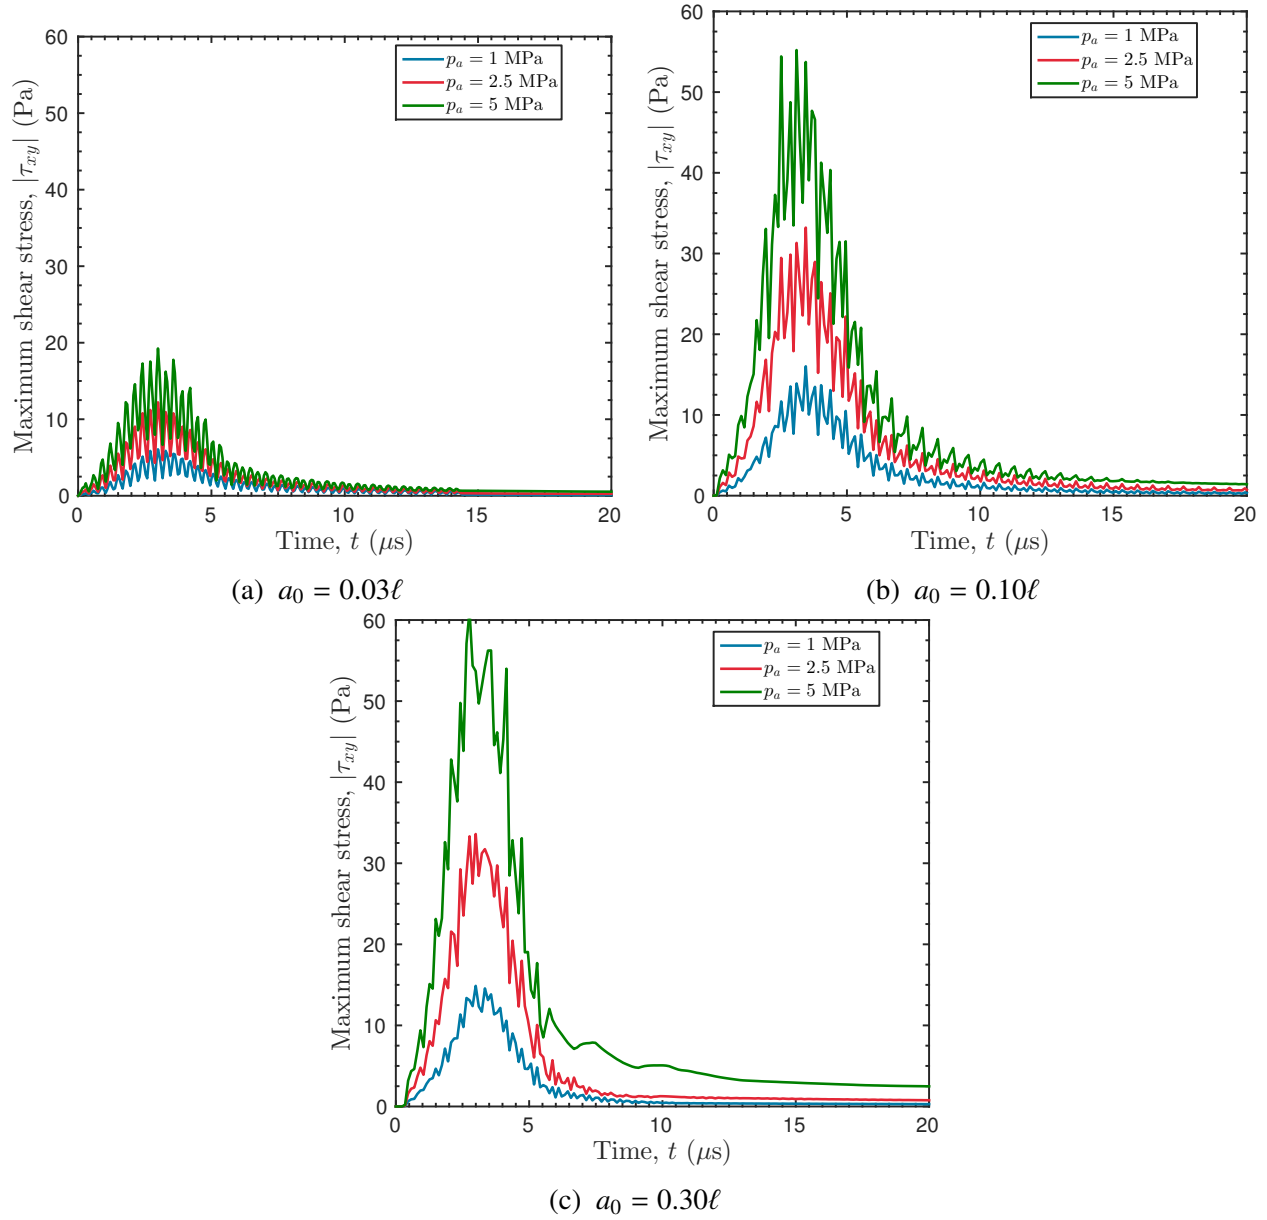 Maximum shear stress, |τxy| (Pa)
60
50
40
30
20
10
0
pa = 1 MPa
pa = 2.5 MPa
pa = 5 MPa
0 5 10 15 20
Time, t (μs)
(a) a0 = 0.03ℓ
Maximum shear stress, |τxy| (Pa)
60
50
40
30
20
10
0
pa = 1 MPa
pa = 2.5 MPa
pa = 5 MPa
0 5 10 15 20
Time, t (μs)
(b) a0 = 0.10ℓ
Maximum shear stress, |τxy| (Pa)
60
50
40
30
20
10
0
pa = 1 MPa
pa = 2.5 MPa
pa = 5 MPa
0 5 10 15 20
Time, t (μs)
(c) a0 = 0.30ℓ